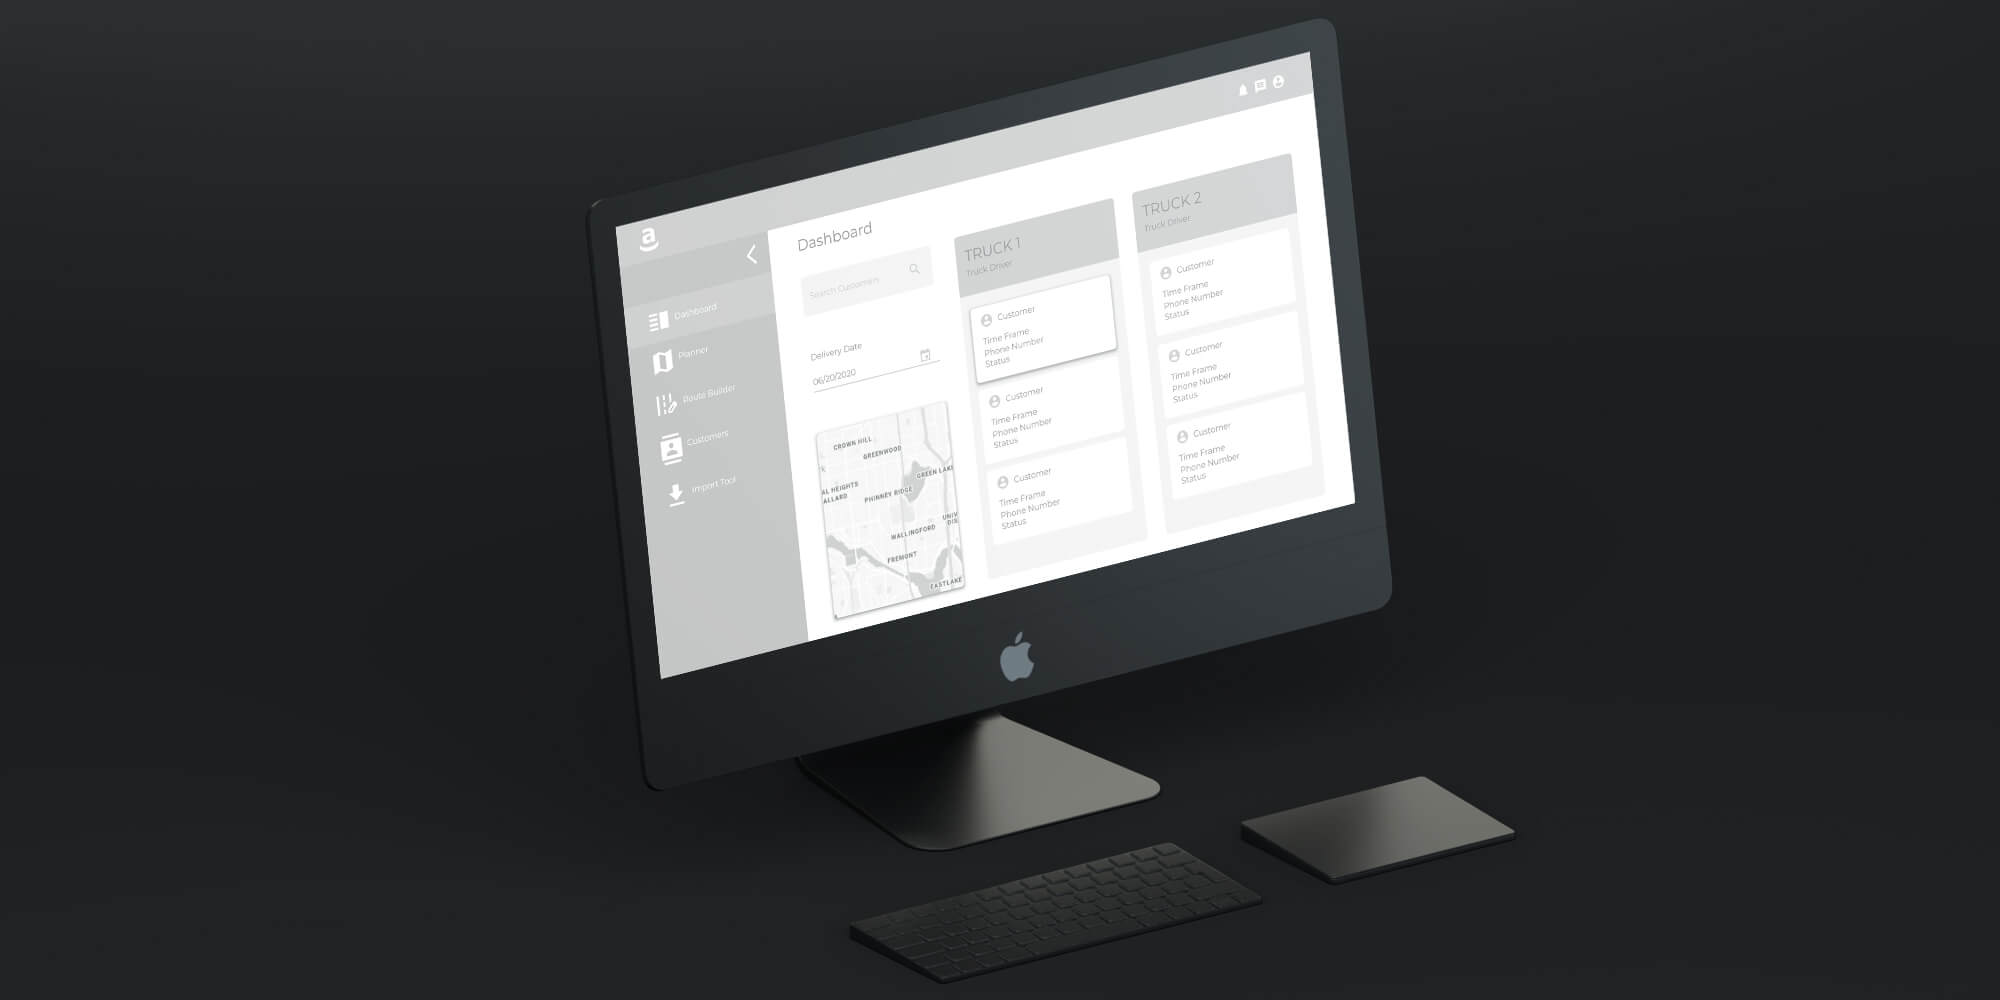 a
Dashboard
Planner
Route Builder
Customers
Import Tool
Dashboard
Search Customers
Delivery Date
06/20/2020
CROWN HILL
GREENWOOD
K
GREEN LAK
AL HEIGHTS
ALLARD
PHINNEY RIDGE
UNIV
DIS
WALLINGFORD
FREMONT
EASTLAKE
TRUCK 1
Truck Driver
Customer
Time Frame
Phone Number
Status
Customer
Time Frame
Phone Number
Status
Customer
Time Frame
Phone Number
Status
TRUCK 2
Truck Driver
Customer
Time Frame
Phone Number
Status
Customer
Time Frame
Phone Number
Status
Customer
Time Frame
Phone Number
Status